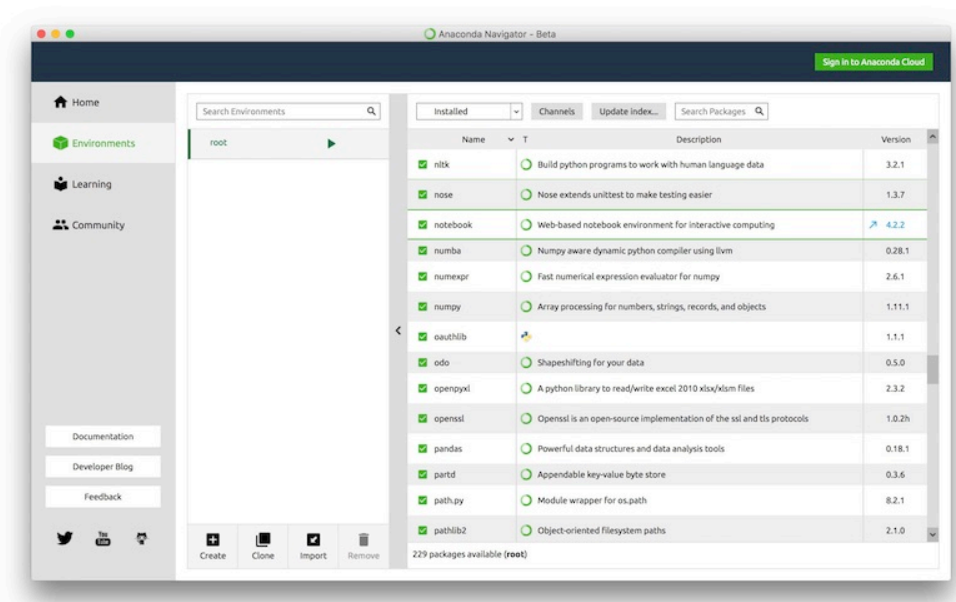 Anaconda Navigator - Beta
Sign in to Anaconda Cloud
Home
Environments
Learning
Community
Documentation
Developer Blog
Feedback
You Tube
Search Environments
root
Create Clone Import Remove
Installed Channels Update index... Search Packages
Name T Description Version
nltk Build python programs to work with human language data 3.2.1
nose Nose extends unittest to make testing easier 1.3.7
notebook Web-based notebook environment for interactive computing 4.2.2
numba Numpy aware dynamic python compiler using llvm 0.28.1
numexpr Fast numerical expression evaluator for numpy 2.6.1
numpy Array processing for numbers, strings, records, and objects 1.11.1
oauthlib 1.1.1
odo Shapeshifting for your data 0.5.0
openpyxl A python library to read/write excel 2010 xlsx/xlsm files 2.3.2
openssl Openssl is an open-source implementation of the ssl and tls protocols 1.0.2h
pandas Powerful data structures and data analysis tools 0.18.1
partd Appendable key-value byte store 0.3.6
path.py Module wrapper for os.path 8.2.1
pathlib2 Object-oriented filesystem paths 2.1.0
229 packages available (root)